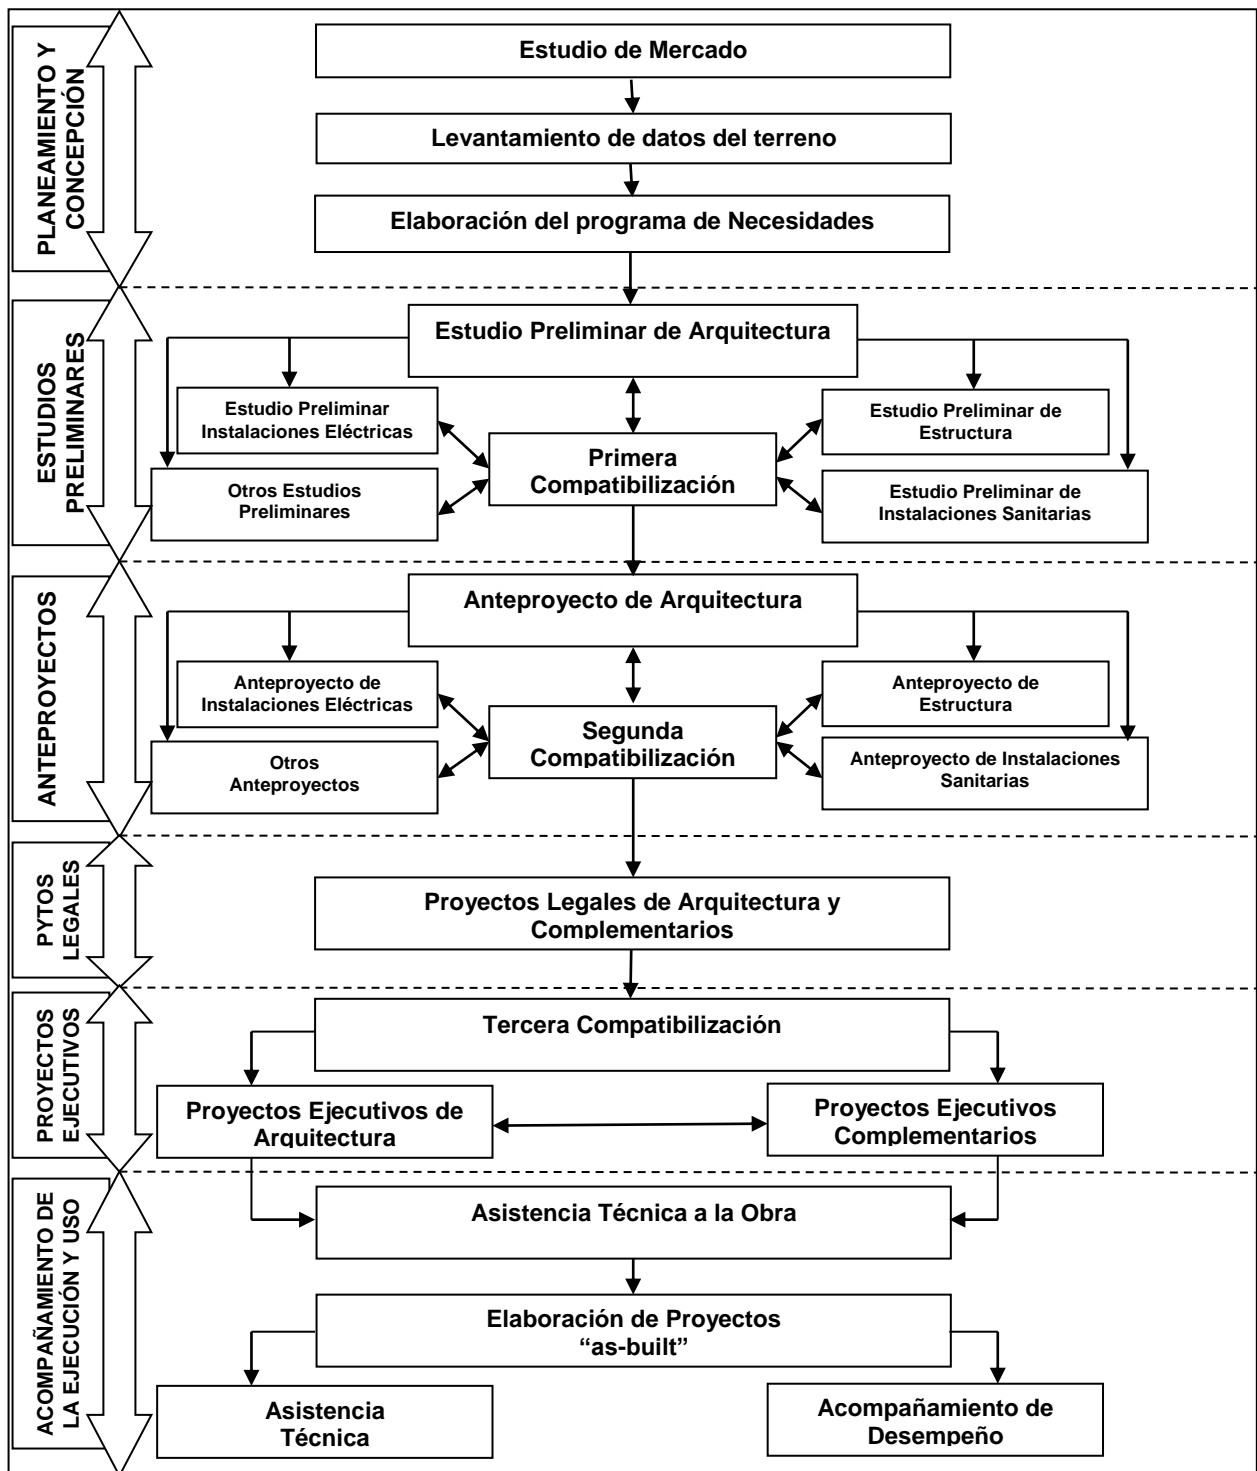 PLANEAMIENTO Y
CONCEPCIÓN
Estudio de Mercado
Levantamiento de datos del terreno
Elaboración del programa de Necesidades
ESTUDIOS
PRELIMINARES
Estudio Preliminar de Arquitectura
Estudio Preliminar
Instalaciones Eléctricas
Estudio Preliminar de
Estructura
Primera
Compatibilización
Otros Estudios
Preliminares
Estudio Preliminar de
Instalaciones Sanitarias
ANTEPROYECTOS
Anteproyecto de Arquitectura
Anteproyecto de
Instalaciones Eléctricas
Anteproyecto de
Estructura
Segunda
Compatibilización
Otros
Anteproyectos
Anteproyecto de Instalaciones
Sanitarias
PYTOS
LEGALES
Proyectos Legales de Arquitectura y
Complementarios
PROYECTOS
EJECUTIVOS
Tercera Compatibilización
Proyectos Ejecutivos de
Arquitectura
Proyectos Ejecutivos
Complementarios
ACOMPAÑAMIENTO DE
LA EJECUCIÓN Y USO
Asistencia Técnica a la Obra
Elaboración de Proyectos
“as-built”
Asistencia
Técnica
Acompañamiento de
Desempeño